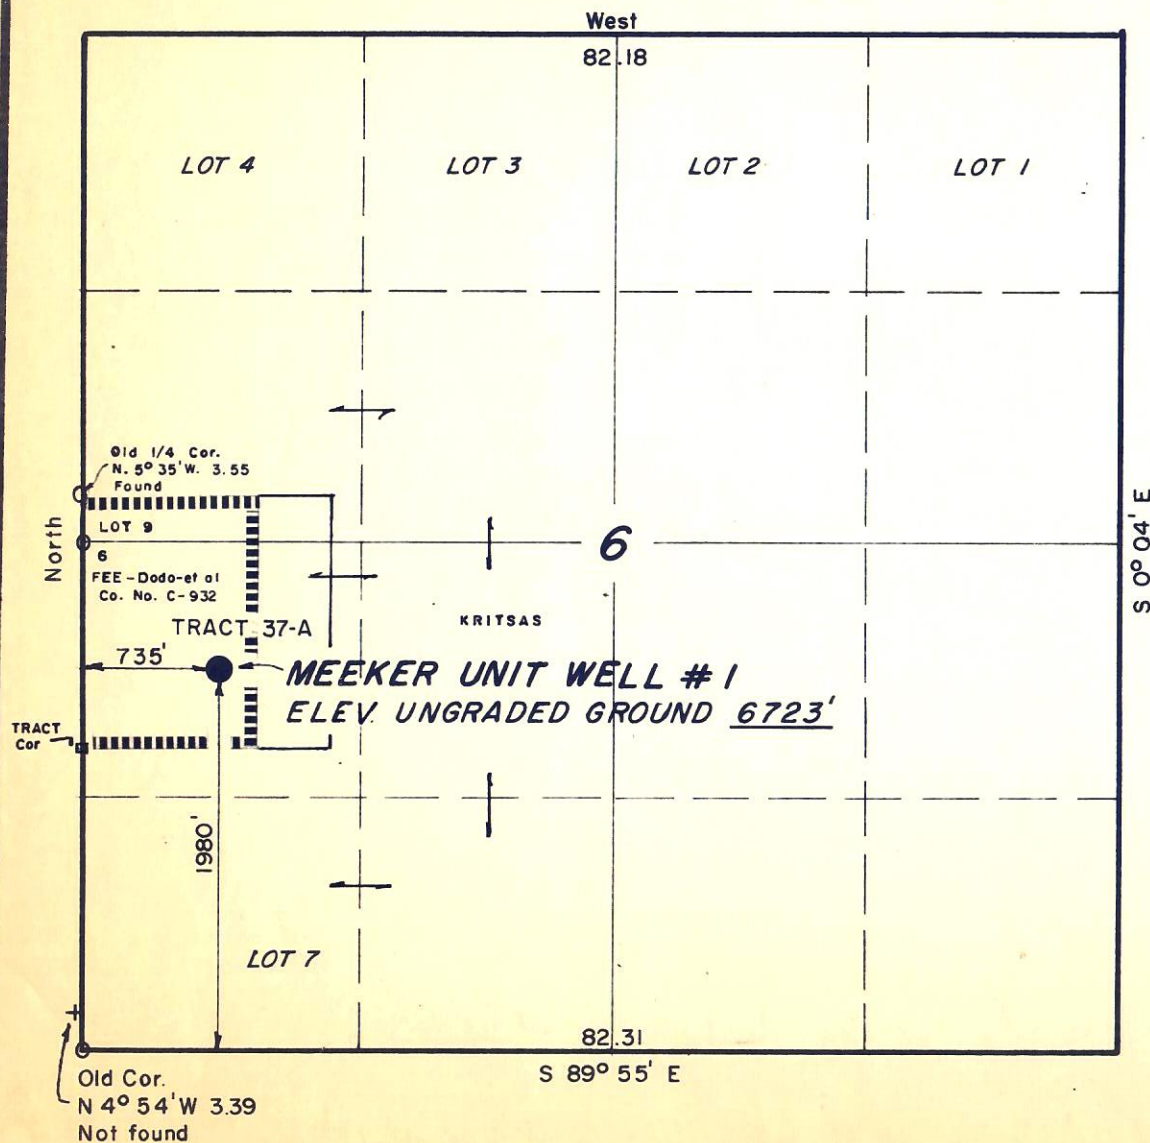 West
82.18
LOT 4
LOT 3
LOT 2
LOT 1
Old 1/4 Cor.
N. 5° 35' W. 3.55
Found
North
LOT 9
6
6
FEE-Dodo-et al
Co. No. C-932
S 0° 04' E
KRITSAS
TRACT 37-A
735'
MEEKER UNIT WELL #1
ELEV. UNGRADED GROUND 6723'
TRACT
Cor
1980'
LOT 7
82.31
S 89° 55' E
Old Cor.
N 4° 54' W 3.39
Not found